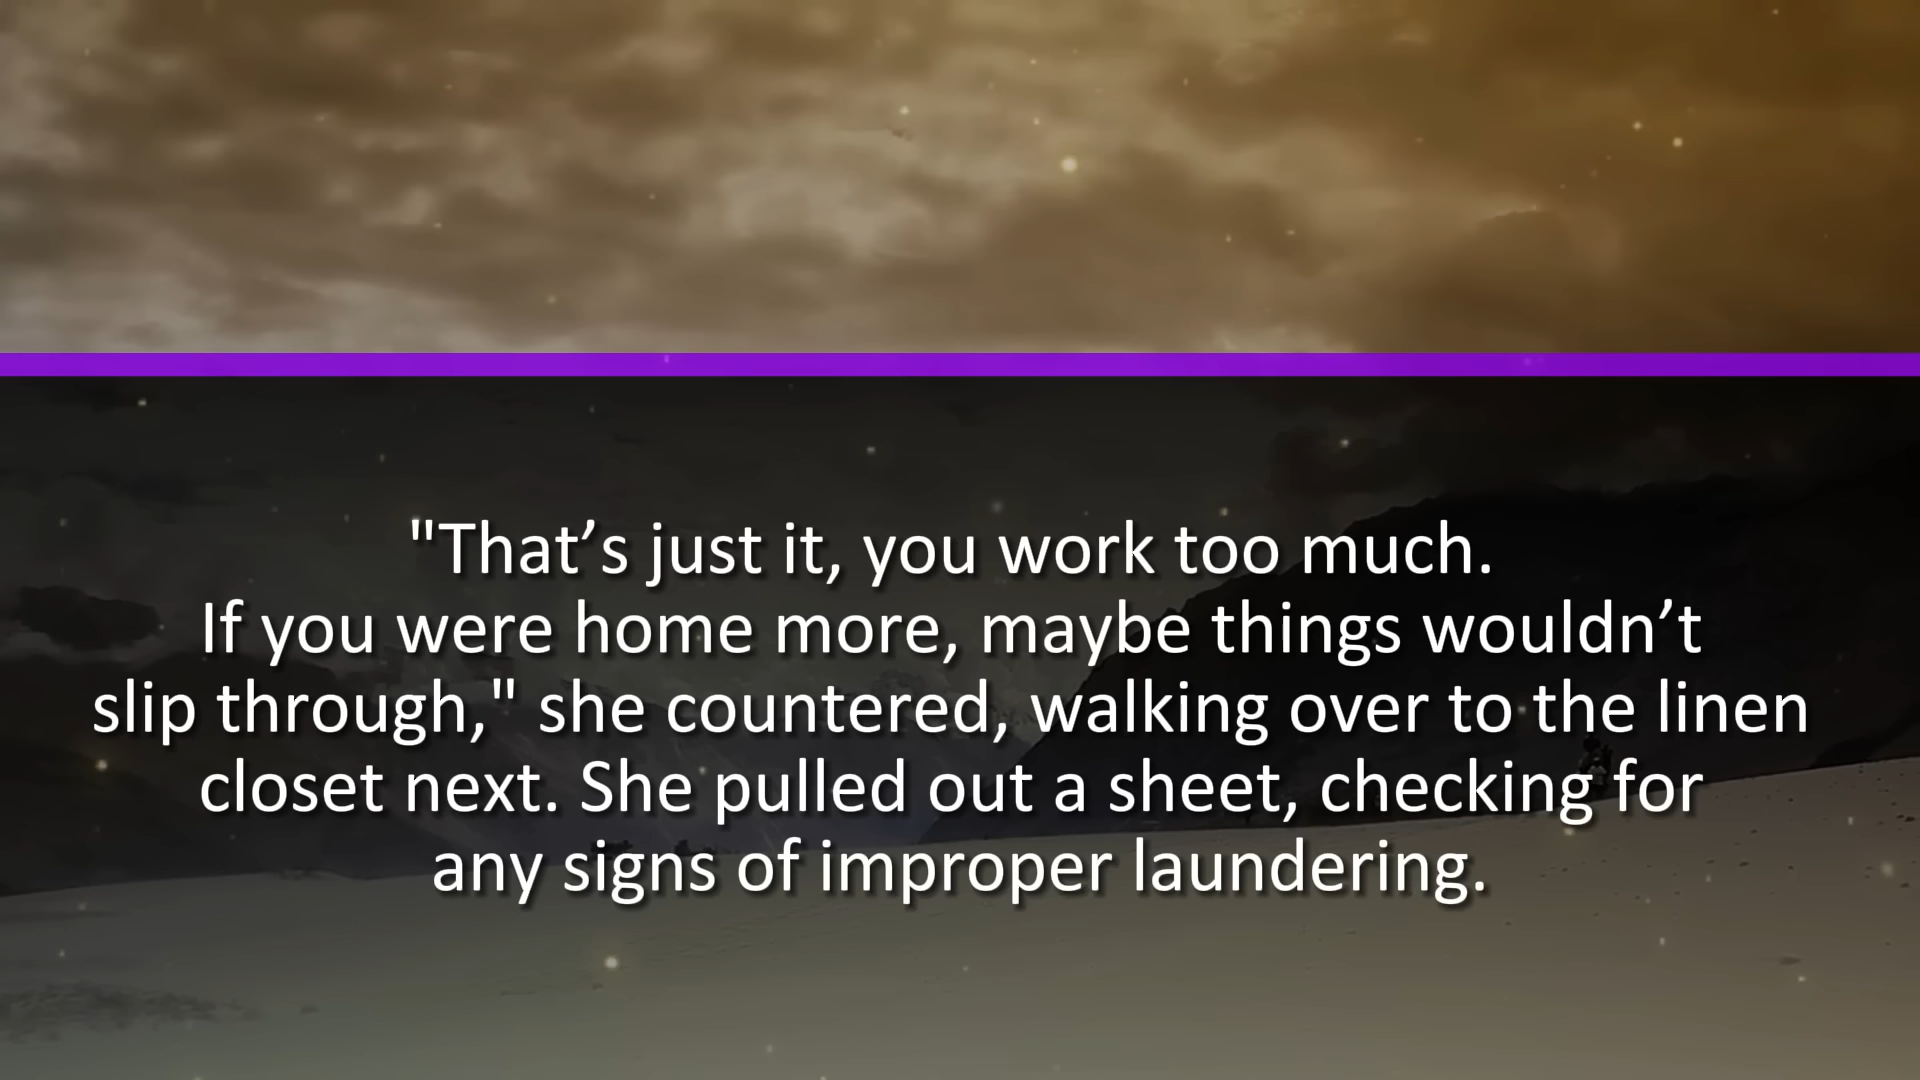 "That’s just it, you work too much.
If you were home more, maybe things wouldn’t
slip through," she countered, walking over to the linen
closet next. She pulled out a sheet, checking for
any signs of improper laundering.